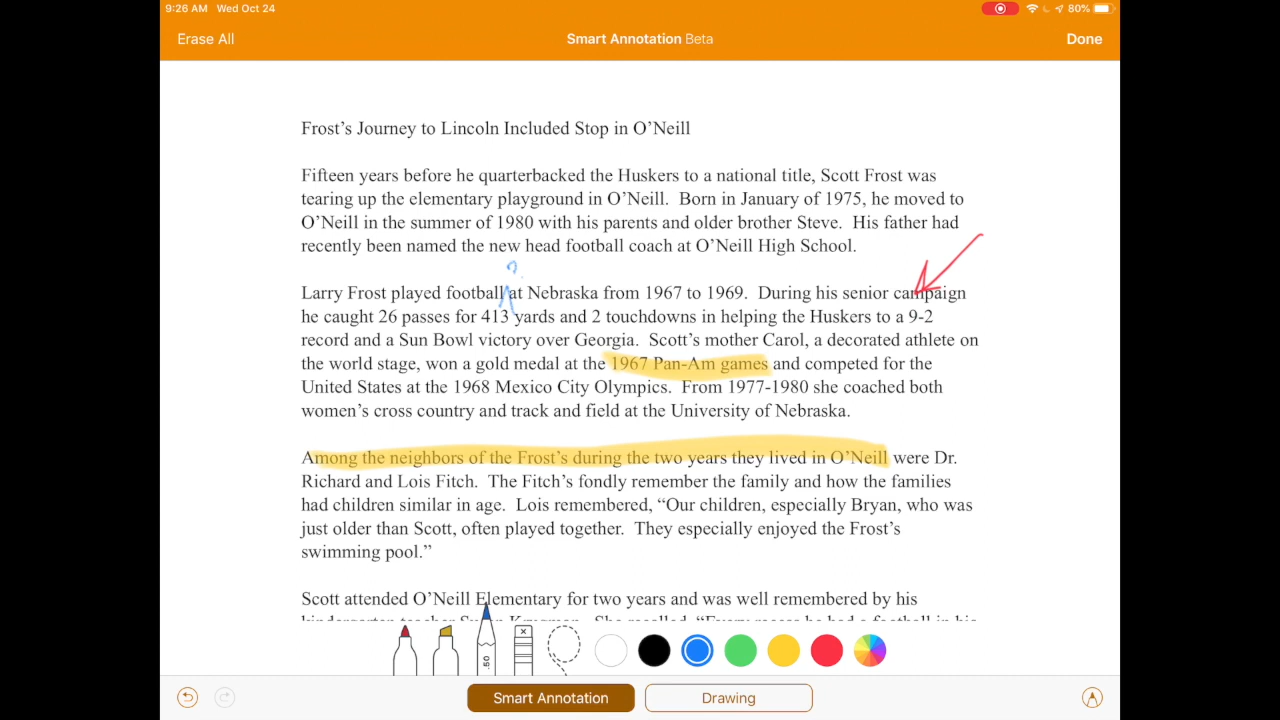 9:26 AM Wed Oct 24
80%
Erase All
Smart Annotation Beta
Done
Frost’s Journey to Lincoln Included Stop in O’Neill
Fifteen years before he quarterbacked the Huskers to a national title, Scott Frost was
tearing up the elementary playground in O’Neill.  Born in January of 1975, he moved to
O’Neill in the summer of 1980 with his parents and older brother Steve.  His father had
recently been named the new head football coach at O’Neill High School.
?
Larry Frost played football at Nebraska from 1967 to 1969.  During his senior campaign
he caught 26 passes for 413 yards and 2 touchdowns in helping the Huskers to a 9-2
record and a Sun Bowl victory over Georgia.  Scott’s mother Carol, a decorated athlete on
the world stage, won a gold medal at the 1967 Pan-Am games and competed for the
United States at the 1968 Mexico City Olympics.  From 1977-1980 she coached both
women’s cross country and track and field at the University of Nebraska.
Among the neighbors of the Frost’s during the two years they lived in O’Neill were Dr.
Richard and Lois Fitch.  The Fitch’s fondly remember the family and how the families
had children similar in age.  Lois remembered, “Our children, especially Bryan, who was
just older than Scott, often played together.  They especially enjoyed the Frost’s
swimming pool.”
Scott attended O’Neill Elementary for two years and was well remembered by his
.50
Smart Annotation
Drawing